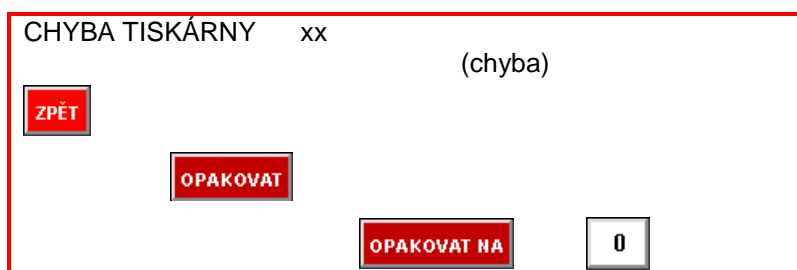 CHYBA TISKÁRNY xx
(chyba)
ZPĚT
OPAKOVAT
OPAKOVAT NA 0